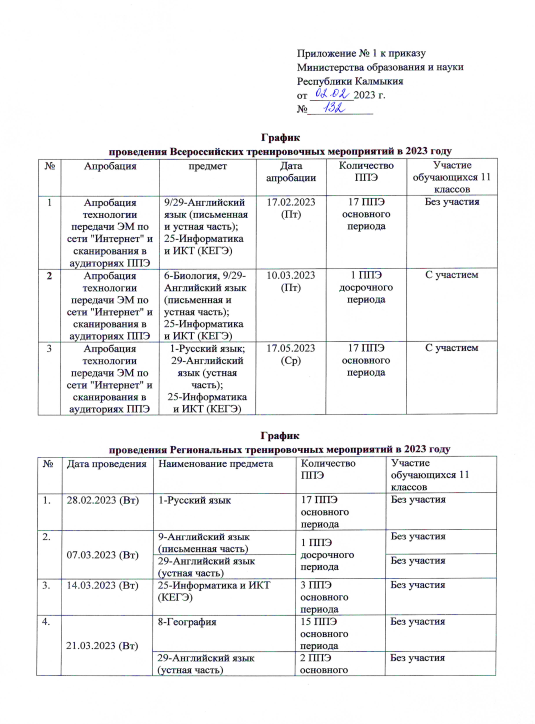 Приложение № 1 к приказу
Министерства образования и науки
Республики Калмыкия
от 02.02 2023 г.
№ 132
График
проведения Всероссийских тренировочных мероприятий в 2023 году
№ Апробация предмет Дата апробации Количество ППЭ Участие обучающихся 11 классов
1 Апробация технологии передачи ЭМ по сети "Интернет" и сканирования в аудиториях ППЭ 9/29-Английский язык (письменная и устная часть); 25-Информатика и ИКТ (КЕГЭ) 17.02.2023 (Пт) 17 ППЭ основного периода Без участия
2 Апробация технологии передачи ЭМ по сети "Интернет" и сканирования в аудиториях ППЭ 6-Биология, 9/29-Английский язык (письменная и устная часть); 25-Информатика и ИКТ (КЕГЭ) 10.03.2023 (Пт) 1 ППЭ досрочного периода С участием
3 Апробация технологии передачи ЭМ по сети "Интернет" и сканирования в аудиториях ППЭ 1-Русский язык; 29-Английский язык (устная часть); 25-Информатика и ИКТ (КЕГЭ) 17.05.2023 (Ср) 17 ППЭ основного периода С участием
График
проведения Региональных тренировочных мероприятий в 2023 году
№ Дата проведения Наименование предмета Количество ППЭ Участие обучающихся 11 классов
1. 28.02.2023 (Вт) 1-Русский язык 17 ППЭ основного периода Без участия
2. 07.03.2023 (Вт) 9-Английский язык (письменная часть) 1 ППЭ досрочного периода Без участия
29-Английский язык (устная часть) Без участия
3. 14.03.2023 (Вт) 25-Информатика и ИКТ (КЕГЭ) 3 ППЭ основного периода Без участия
4. 21.03.2023 (Вт) 8-География 15 ППЭ основного периода Без участия
29-Английский язык (устная часть) 2 ППЭ основного Без участия